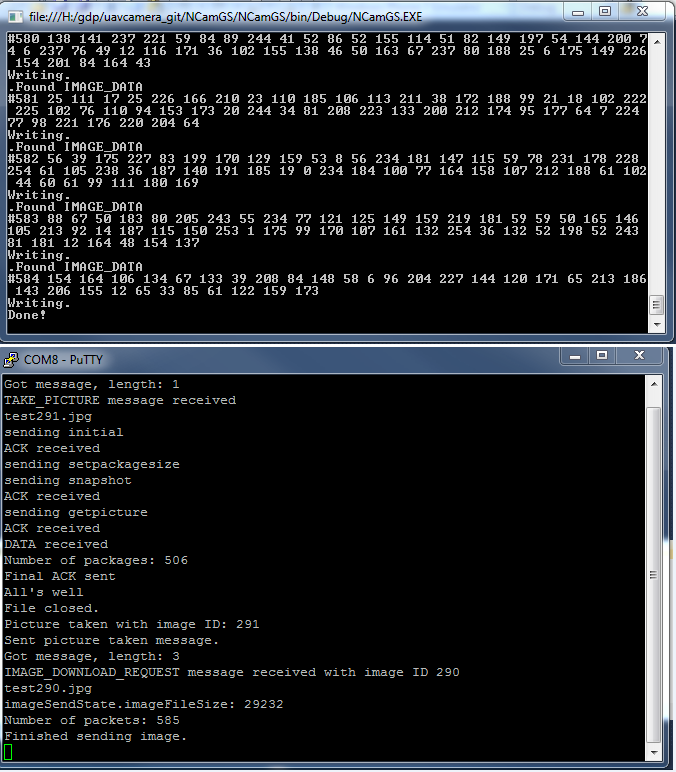 file:///H:/gdp/uavcamera_git/NCamGS/NCamGS/bin/Debug/NCamGS.EXE
#580 138 141 237 221 59 84 89 244 41 52 86 52 155 114 51 82 149 197 54 144 200 7
4 6 237 76 49 12 116 171 36 102 155 138 46 50 163 67 237 80 188 25 6 175 149 226
 154 201 84 164 43
Writing.
.Found IMAGE_DATA
#581 25 111 17 25 226 166 210 23 110 185 106 113 211 38 172 188 99 21 18 102 222
 225 102 76 110 94 153 173 20 244 34 81 208 223 133 200 212 174 95 177 64 7 224
77 98 221 176 220 204 64
Writing.
.Found IMAGE_DATA
#582 56 39 175 227 83 199 170 129 159 53 8 56 234 181 147 115 59 78 231 178 228
254 61 105 238 36 187 140 191 185 19 0 234 184 100 77 164 158 107 212 188 61 102
 44 60 61 99 111 180 169
Writing.
.Found IMAGE_DATA
#583 88 67 50 183 80 205 243 55 234 77 121 125 149 159 219 181 59 59 50 165 146
105 213 92 14 187 115 150 253 1 175 99 170 107 161 132 254 36 132 52 198 52 243
81 181 12 164 48 154 137
Writing.
.Found IMAGE_DATA
#584 154 164 106 134 67 133 39 208 84 148 58 6 96 204 227 144 120 171 65 213 186
 143 206 155 12 65 33 85 61 122 159 173
Writing.
Done!
COM8 - PuTTY
Got message, length: 1
TAKE_PICTURE message received
test291.jpg
sending initial
ACK received
sending setpackagesize
sending snapshot
ACK received
sending getpicture
ACK received
DATA received
Number of packages: 506
Final ACK sent
All's well
File closed.
Picture taken with image ID: 291
Sent picture taken message.
Got message, length: 3
IMAGE_DOWNLOAD_REQUEST message received with image ID 290
test290.jpg
imageSendState.imageFileSize: 29232
Number of packets: 585
Finished sending image.